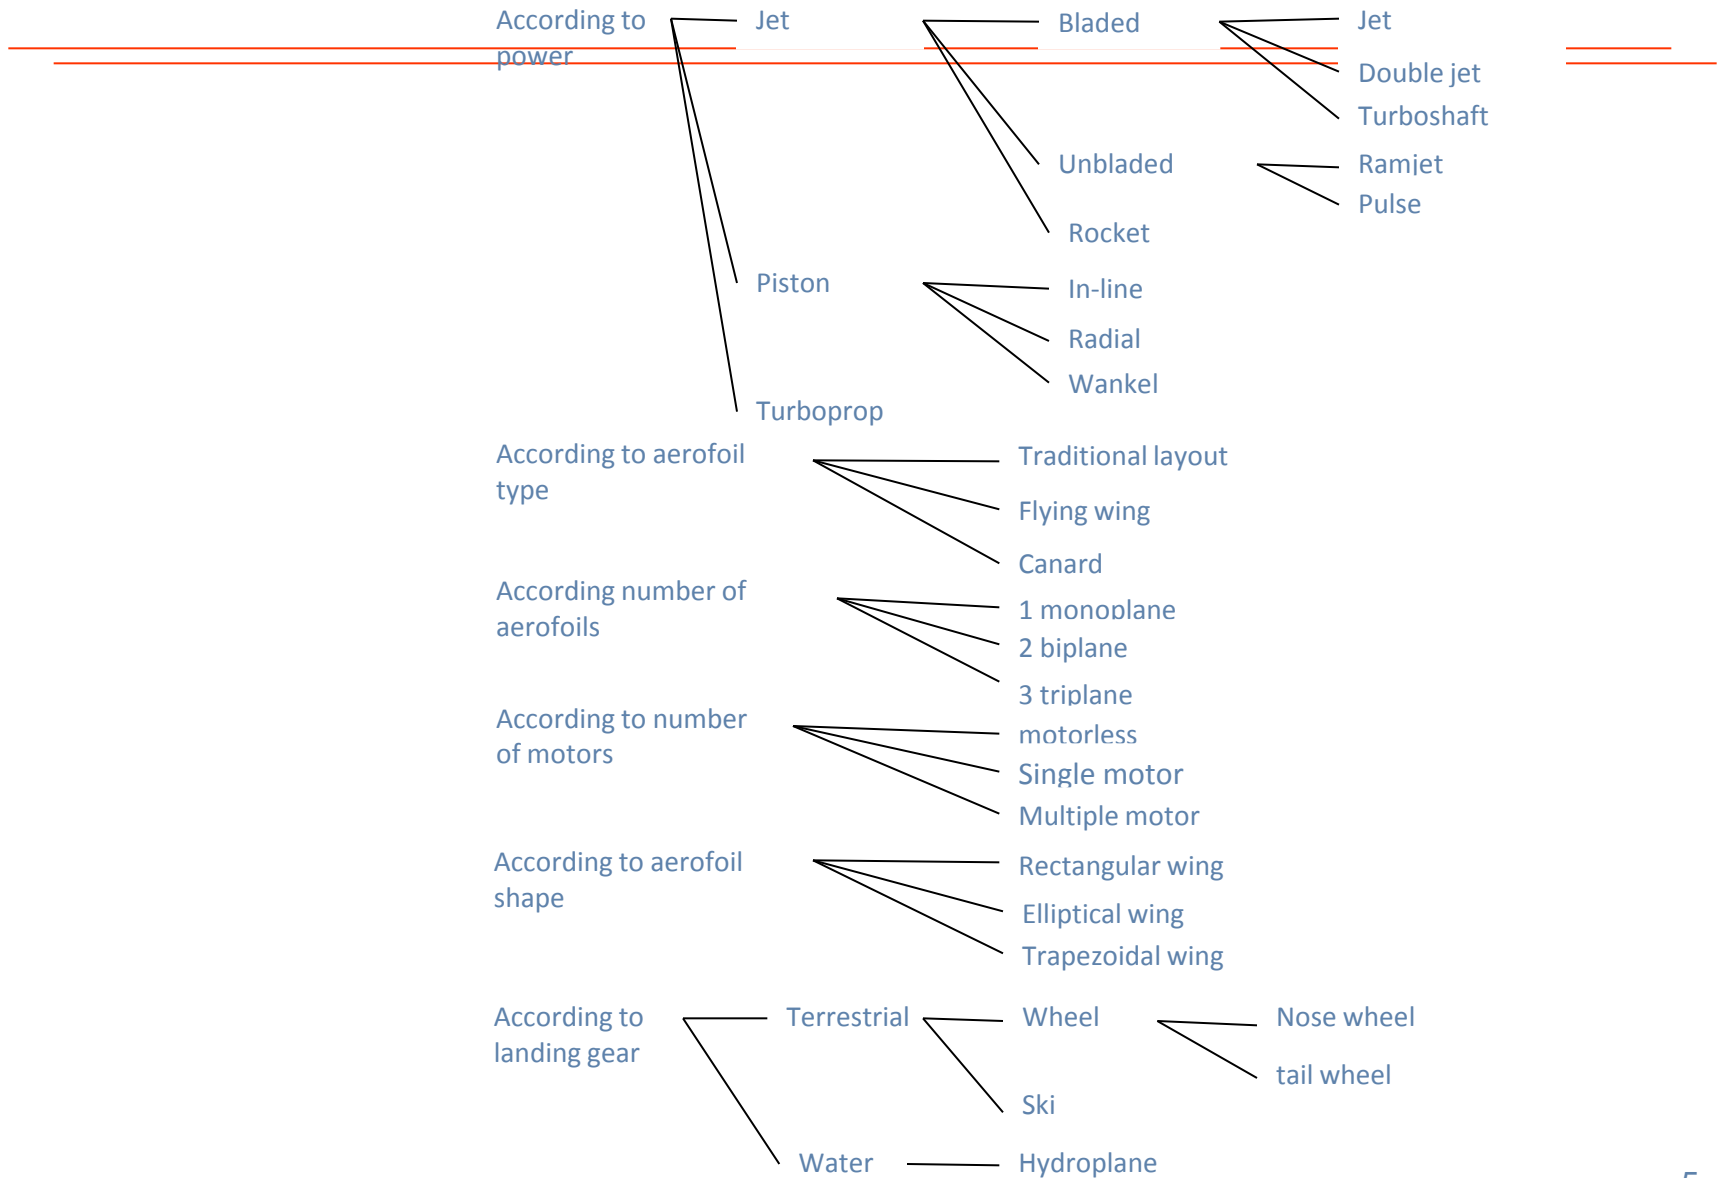 According to
power
Jet
Bladed
Jet
Double jet
Turboshaft
Unbladed
Ramjet
Pulse
Rocket
Piston
In-line
Radial
Wankel
Turboprop
According to aerofoil
type
Traditional layout
Flying wing
Canard
According number of
aerofoils
1 monoplane
2 biplane
3 triplane
According to number
of motors
motorless
Single motor
Multiple motor
According to aerofoil
shape
Rectangular wing
Elliptical wing
Trapezoidal wing
According to
landing gear
Terrestrial
Wheel
Nose wheel
tail wheel
Ski
Water
Hydroplane
5